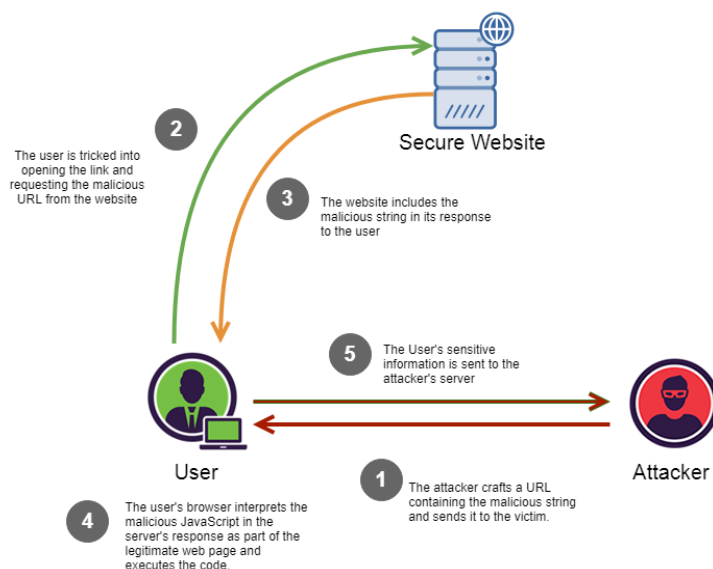 Secure Website
2
The user is tricked into
opening the link and
requesting the malicious
URL from the website
3
The website includes the
malicious string in its response
to the user
5
The User's sensitive
information is sent to the
attacker's server
User
Attacker
1
The attacker crafts a URL
containing the malicious string
and sends it to the victim.
4
The user's browser interprets the
malicious JavaScript in the
server's response as part of the
legitimate web page and
executes the code.